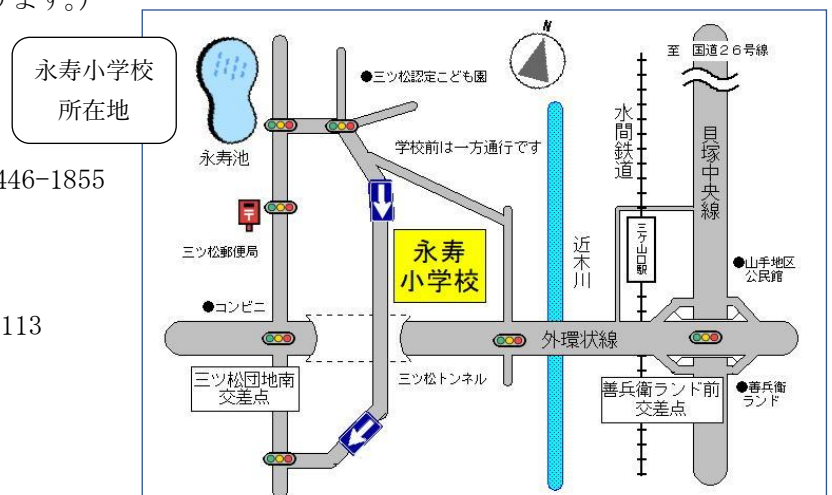 ります。)
永寿小学校
所在地
446-1855
113
N
至 国道26号線
●三ツ松認定こども園
永寿池
学校前は一方通行です
水間鉄道
貝塚中央線
〒
三ツ松郵便局
永寿
小学校
近木川
三ケ山口駅
●山手地区
公民館
●コンビニ
外環状線
三ツ松団地南
交差点
三ツ松トンネル
善兵衛ランド前
交差点
●善兵衛
ランド